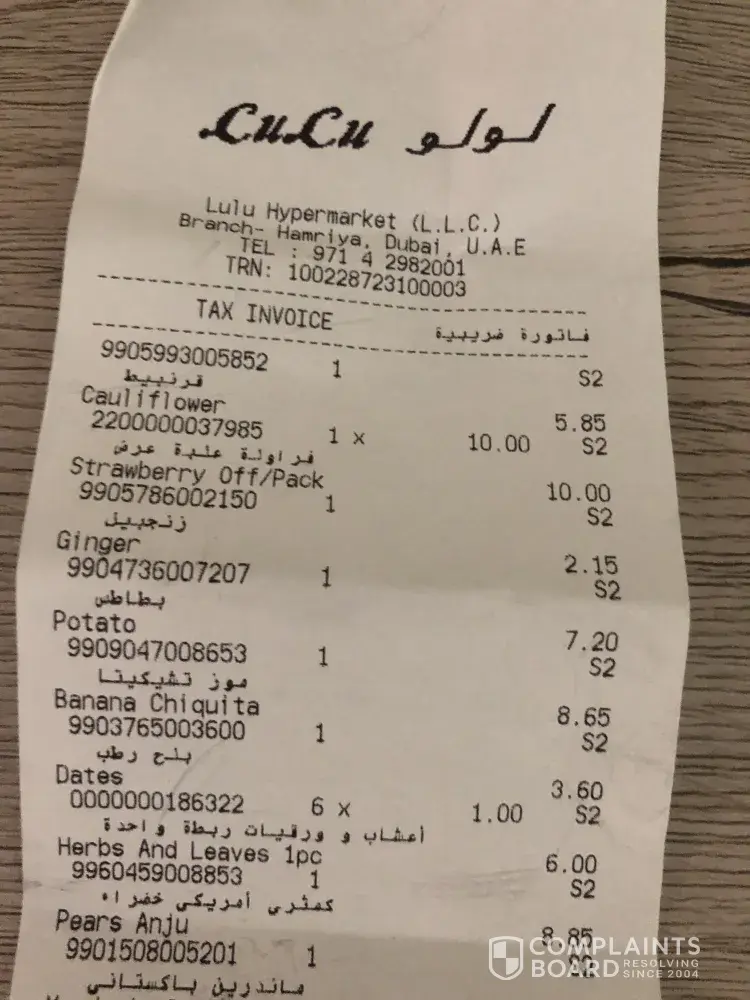 LuLu لولو
Lulu Hypermarket (L.L.C.)
Branch- Hamriya, Dubai, U.A.E
TEL : 971 4 2982001
TRN: 100228723100003
TAX INVOICE فاتورة ضريبية
9905993005852 1 S2
قرنبيط
Cauliflower 5.85
2200000037985 1 x 10.00 S2
فراولة علبة عرض
Strawberry Off/Pack 10.00
9905786002150 1 S2
زنجبيل
Ginger 2.15
9904736007207 1 S2
بطاطس
Potato 7.20
9909047008653 1 S2
موز تشيكيتا
Banana Chiquita 8.65
9903765003600 1 S2
بلح رطب
Dates 3.60
0000000186322 6 x 1.00 S2
أعشاب و ورقيات ربطة واحدة
Herbs And Leaves 1pc 6.00
9960459008853 1 S2
كمثرى أمريكي خضراء
Pears Anju 8.85
9901508005201 1
ماندرين باكستاني
COMPLAINTS
BOARD RESOLVING SINCE 2004